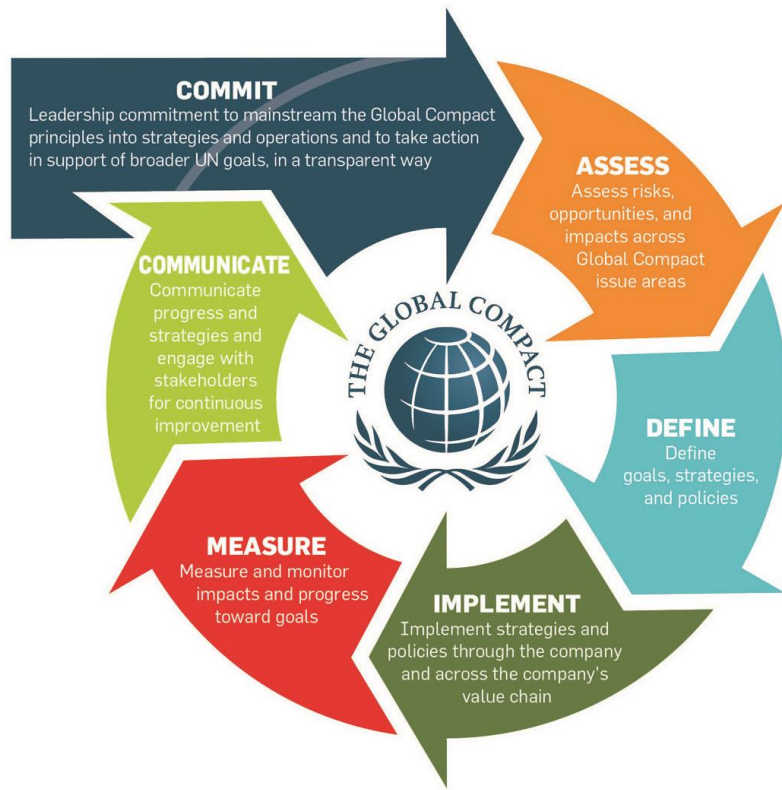 COMMIT
Leadership commitment to mainstream the Global Compact
principles into strategies and operations and to take action
in support of broader UN goals, in a transparent way
ASSESS
Assess risks,
opportunities, and
impacts across
Global Compact
issue areas
DEFINE
Define
goals, strategies,
and policies
IMPLEMENT
Implement strategies and
policies through the company
and across the company's
value chain
MEASURE
Measure and monitor
impacts and progress
toward goals
COMMUNICATE
Communicate
progress and
strategies and
engage with
stakeholders
for continuous
improvement
THE GLOBAL COMPACT